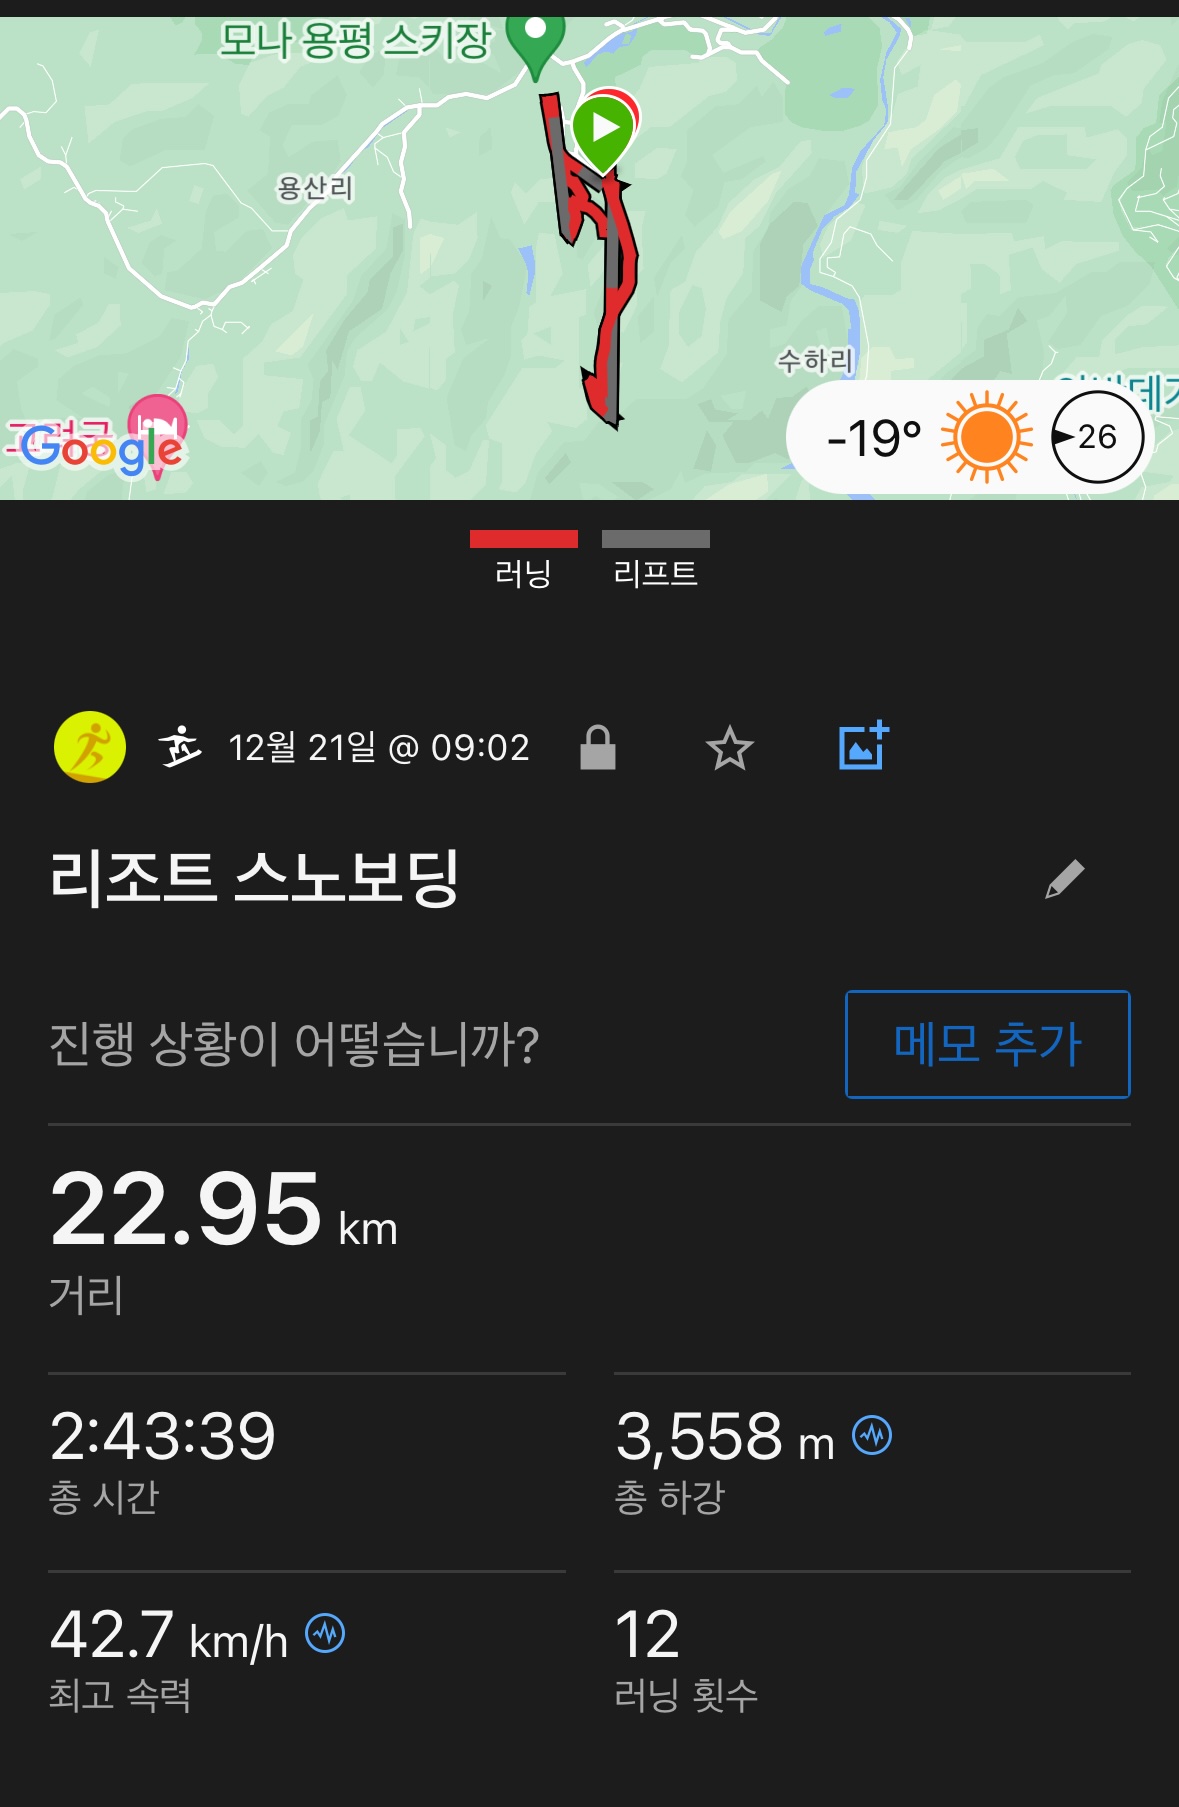 모나 용평 스키장
용산리
수하리
Google
-19°
26
러닝
리프트
12월 21일 @ 09:02
리조트 스노보딩
진행 상황이 어떻습니까?
메모 추가
22.95 km
거리
2:43:39
총 시간
3,558 m
총 하강
42.7 km/h
최고 속력
12
러닝 횟수